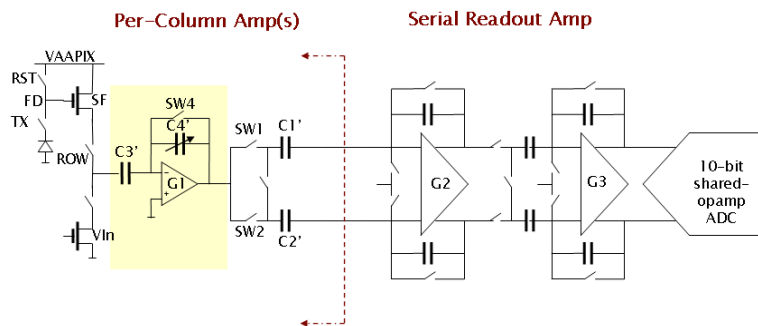 Per-Column Amp(s)
Serial Readout Amp
VAAPIX
RST
FD
SF
SW4
TX
C4'
SW1
C1'
C3'
ROW
G1
G2
G3
10-bit
shared-
opamp
ADC
SW2
C2'
Vln
-
+